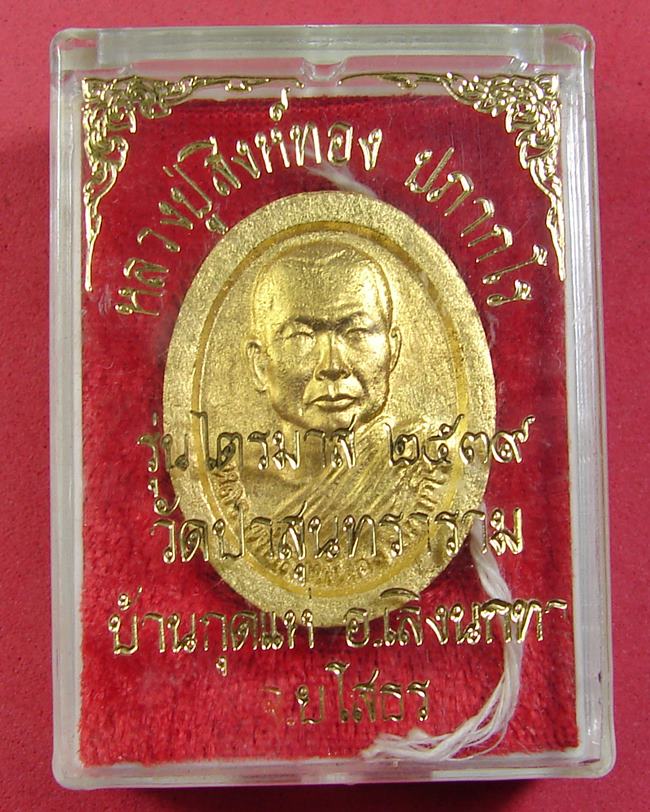 หลวงปู่สิงห์ทอง ปภากโร
รุ่นไตรมาส ๒๕๓๙
วัดป่าสุนทราราม
บ้านกุดแห่ อ.เลิงนกทา
จ.ยโสธร